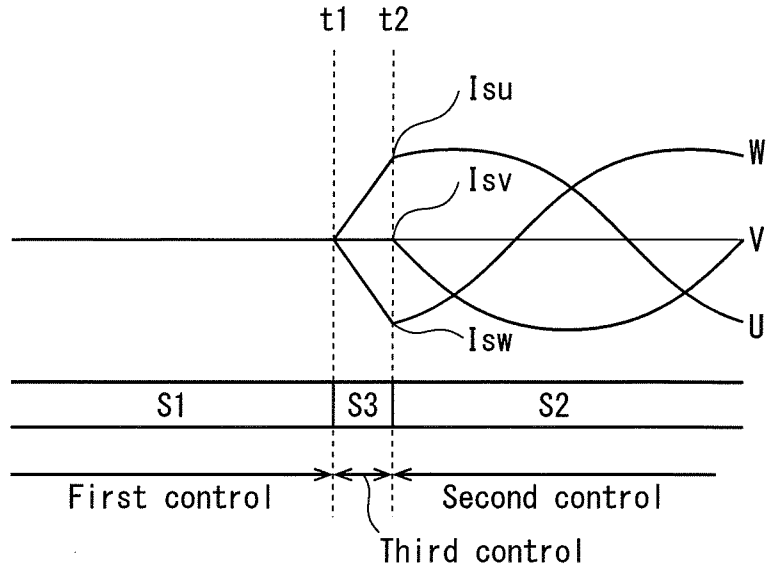 t1 t2
Isu
W
Isv
V
U
Isw
S1 S3 S2
First control Second control
Third control